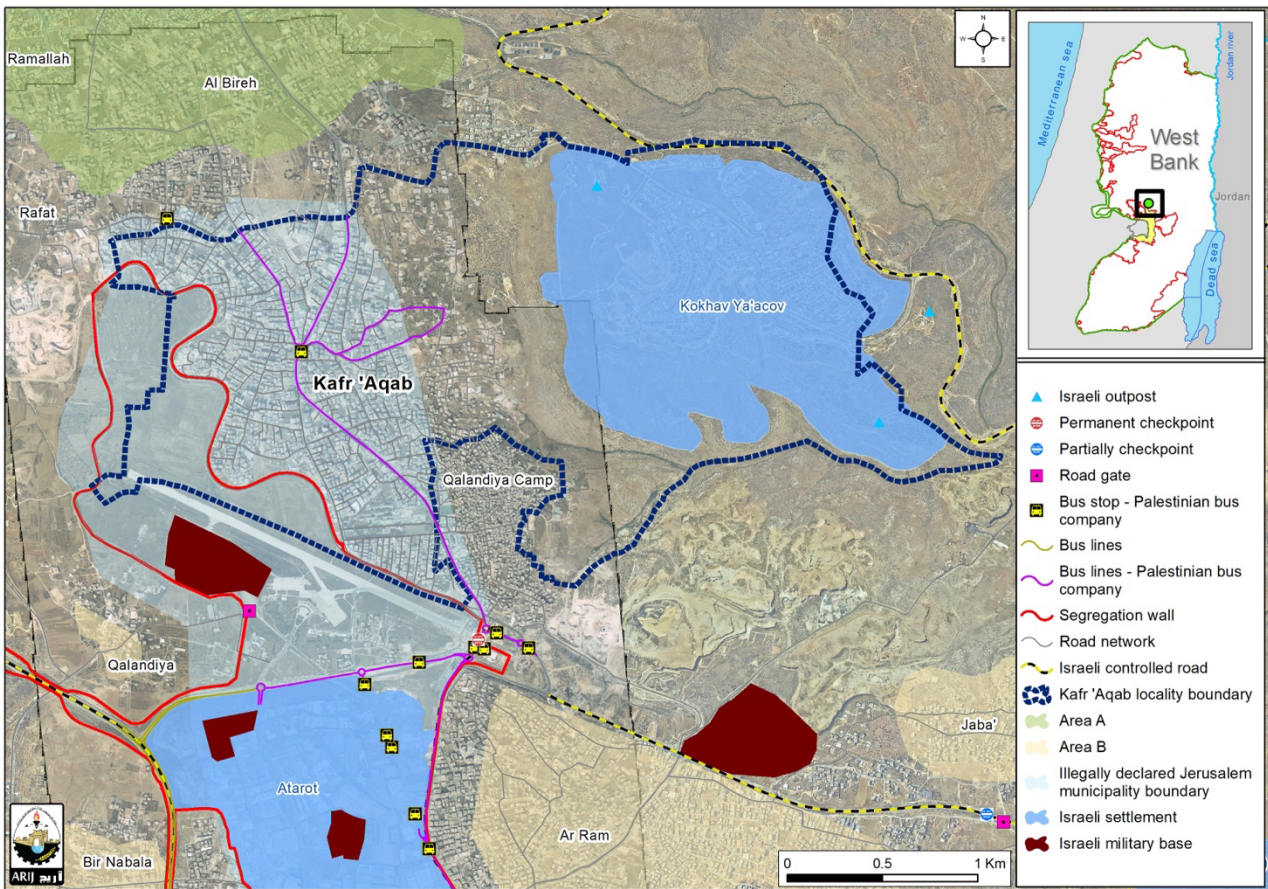 Ramallah
Al Bireh
Rafat
Kokhav Ya'acov
Kafr 'Aqab
Qalandiya Camp
Qalandiya
Atarot
Jaba'
Ar Ram
Bir Nabala
ARIJ أريج
0 0.5 1 Km
N
W E
S
Mediterranean sea
Jordan river
West
Bank
Jordan
Dead sea
Israeli outpost
Permanent checkpoint
Partially checkpoint
Road gate
Bus stop - Palestinian bus
company
Bus lines
Bus lines - Palestinian bus
company
Segregation wall
Road network
Israeli controlled road
Kafr 'Aqab locality boundary
Area A
Area B
Illegally declared Jerusalem
municipality boundary
Israeli settlement
Israeli military base